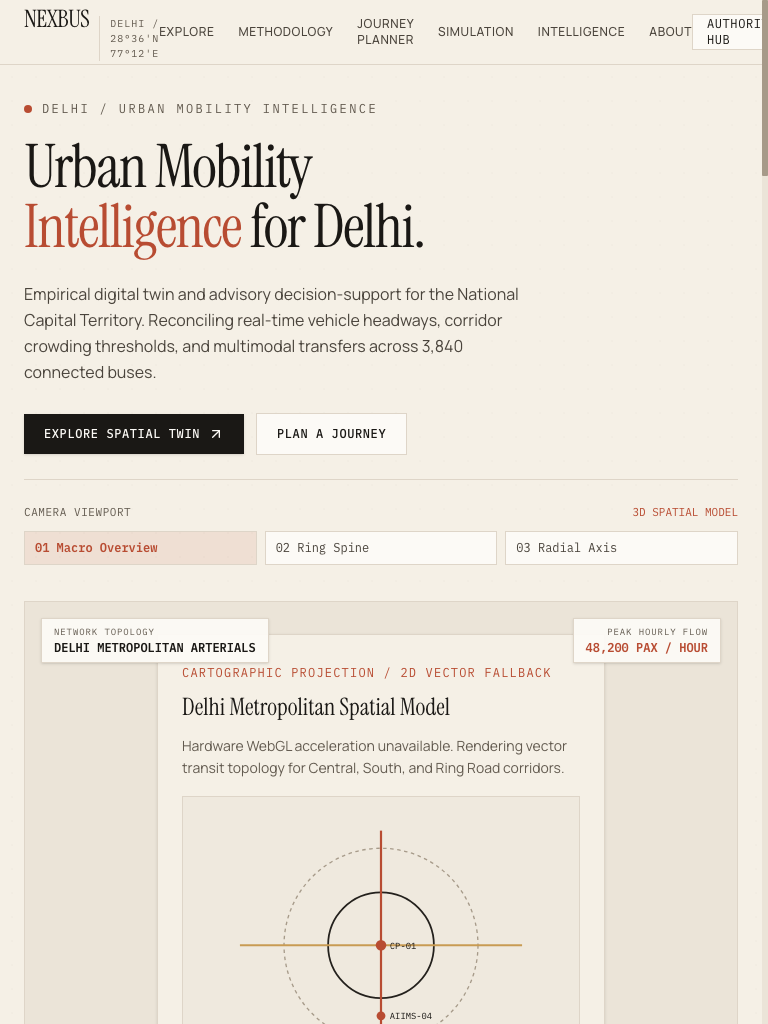 NEXBUS
DELHI /
28°36'N
77°12'E
EXPLORE
METHODOLOGY
JOURNEY
PLANNER
SIMULATION
INTELLIGENCE
ABOUT
AUTHORI
HUB
DELHI / URBAN MOBILITY INTELLIGENCE
Urban Mobility
Intelligence for Delhi.
Empirical digital twin and advisory decision-support for the National
Capital Territory. Reconciling real-time vehicle headways, corridor
crowding thresholds, and multimodal transfers across 3,840
connected buses.
EXPLORE SPATIAL TWIN
PLAN A JOURNEY
CAMERA VIEWPORT
3D SPATIAL MODEL
01 Macro Overview
02 Ring Spine
03 Radial Axis
NETWORK TOPOLOGY
DELHI METROPOLITAN ARTERIALS
PEAK HOURLY FLOW
48,200 PAX / HOUR
CARTOGRAPHIC PROJECTION / 2D VECTOR FALLBACK
Delhi Metropolitan Spatial Model
Hardware WebGL acceleration unavailable. Rendering vector
transit topology for Central, South, and Ring Road corridors.
CP-01
AIIMS-04